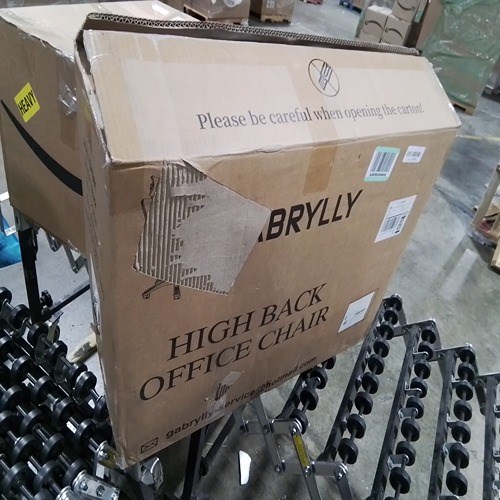 HEAVY
Please be careful when opening the carton!
ABRYLLY
HIGH BACK
OFFICE CHAIR